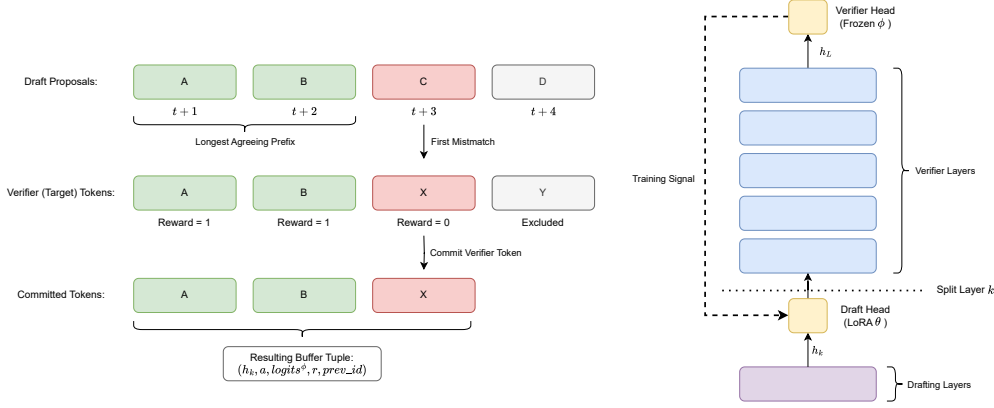 Draft Proposals:
A
B
C
D
t + 1
t + 2
t + 3
t + 4
Longest Agreeing Prefix
First Mismatch
Verifier (Target) Tokens:
A
B
X
Y
Reward = 1
Reward = 1
Reward = 0
Excluded
Commit Verifier Token
Committed Tokens:
A
B
X
Resulting Buffer Tuple:
(h_k, a, logits^ϕ, r, prev_id)
Verifier Head
(Frozen ϕ )
h_L
Training Signal
Verifier Layers
Split Layer k
Draft Head
(LoRA θ )
h_k
Drafting Layers